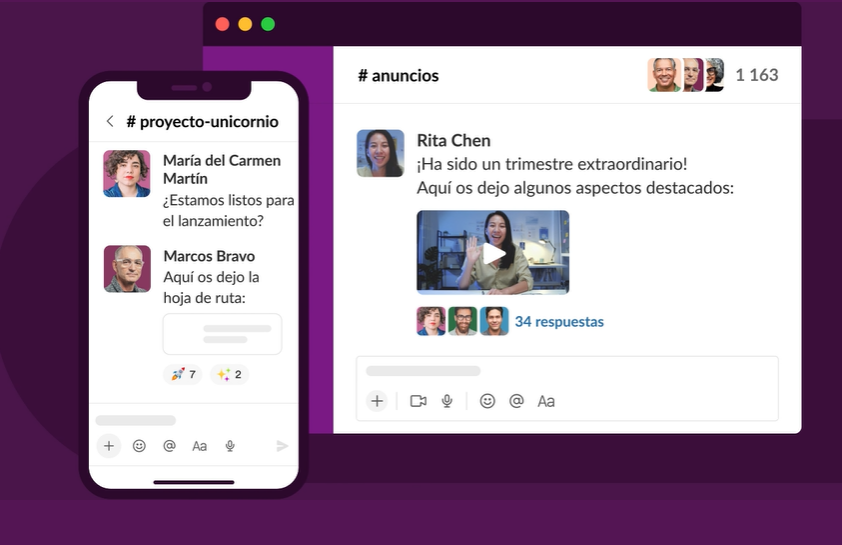 # proyecto-unicornio
María del Carmen
Martín
¿Estamos listos para
el lanzamiento?
Marcos Bravo
Aquí os dejo la
hoja de ruta:
7
2
Aa
# anuncios
1 163
Rita Chen
¡Ha sido un trimestre extraordinario!
Aquí os dejo algunos aspectos destacados:
34 respuestas
Aa